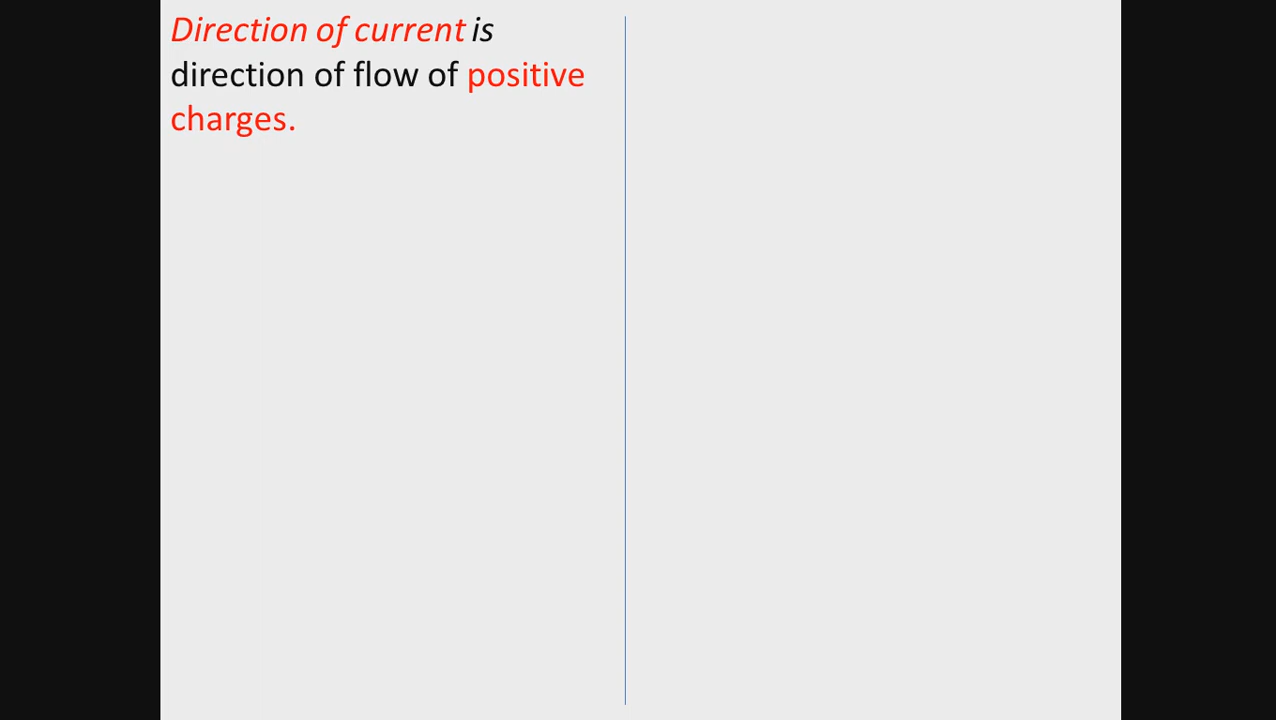 Direction of current is
direction of flow of positive
charges.